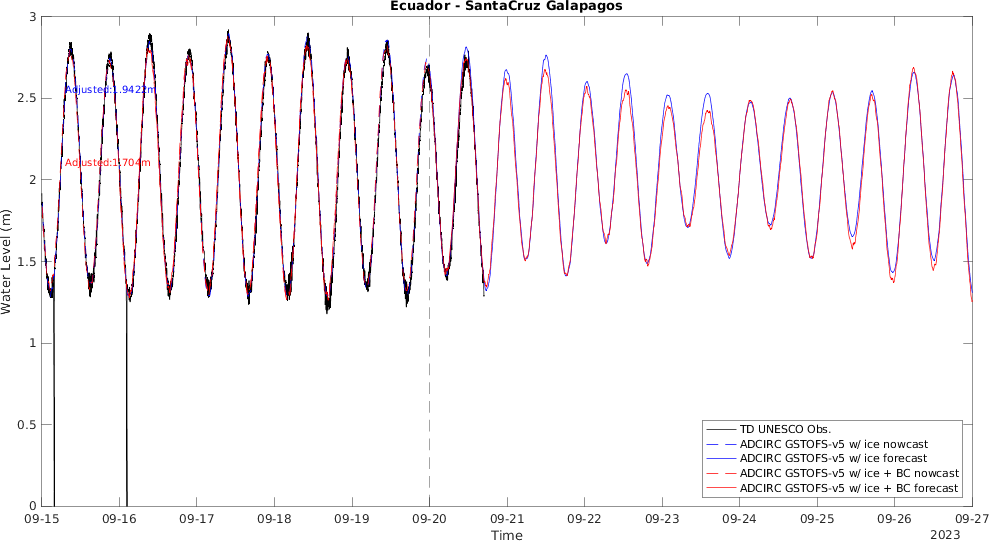 Ecuador - SantaCruz Galapagos
3
2.5
2
1.5
1
0.5
0
Water Level (m)
Adjusted:1.9422m
Adjusted:1.704m
TD UNESCO Obs.
ADCIRC GSTOFS-v5 w/ ice nowcast
ADCIRC GSTOFS-v5 w/ ice forecast
ADCIRC GSTOFS-v5 w/ ice + BC nowcast
ADCIRC GSTOFS-v5 w/ ice + BC forecast
09-15 09-16 09-17 09-18 09-19 09-20 09-21 09-22 09-23 09-24 09-25 09-26 09-27
Time
2023